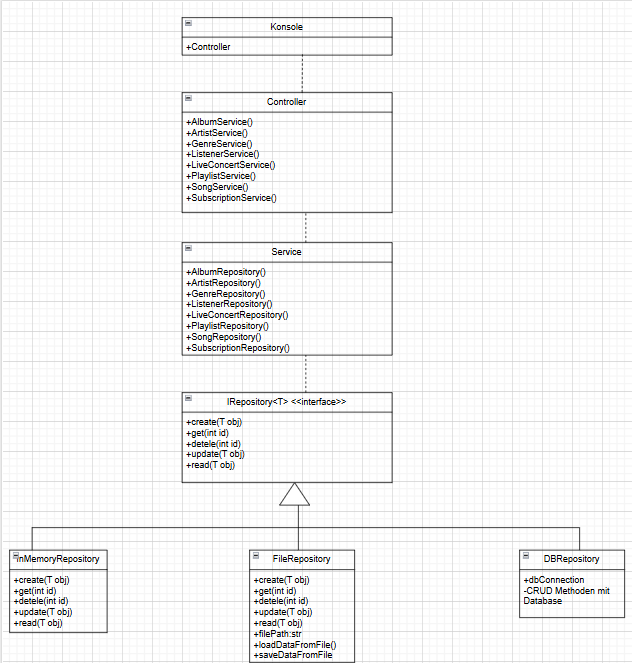 Konsole
+Controller
Controller
+AlbumService()
+ArtistService()
+GenreService()
+ListenerService()
+LiveConcertService()
+PlaylistService()
+SongService()
+SubscriptionService()
Service
+AlbumRepository()
+ArtistRepository()
+GenreRepository()
+ListenerRepository()
+LiveConcertRepository()
+PlaylistRepository()
+SongRepository()
+SubscriptionRepository()
IRepository<T> <<interface>>
+create(T obj)
+get(int id)
+detele(int id)
+update(T obj)
+read(T obj)
InMemoryRepository
+create(T obj)
+get(int id)
+detele(int id)
+update(T obj)
+read(T obj)
FileRepository
+create(T obj)
+get(int id)
+detele(int id)
+update(T obj)
+read(T obj)
+filePath:str
+loadDataFromFile()
+saveDataFromFile
DBRepository
+dbConnection
-CRUD Methoden mit
Database